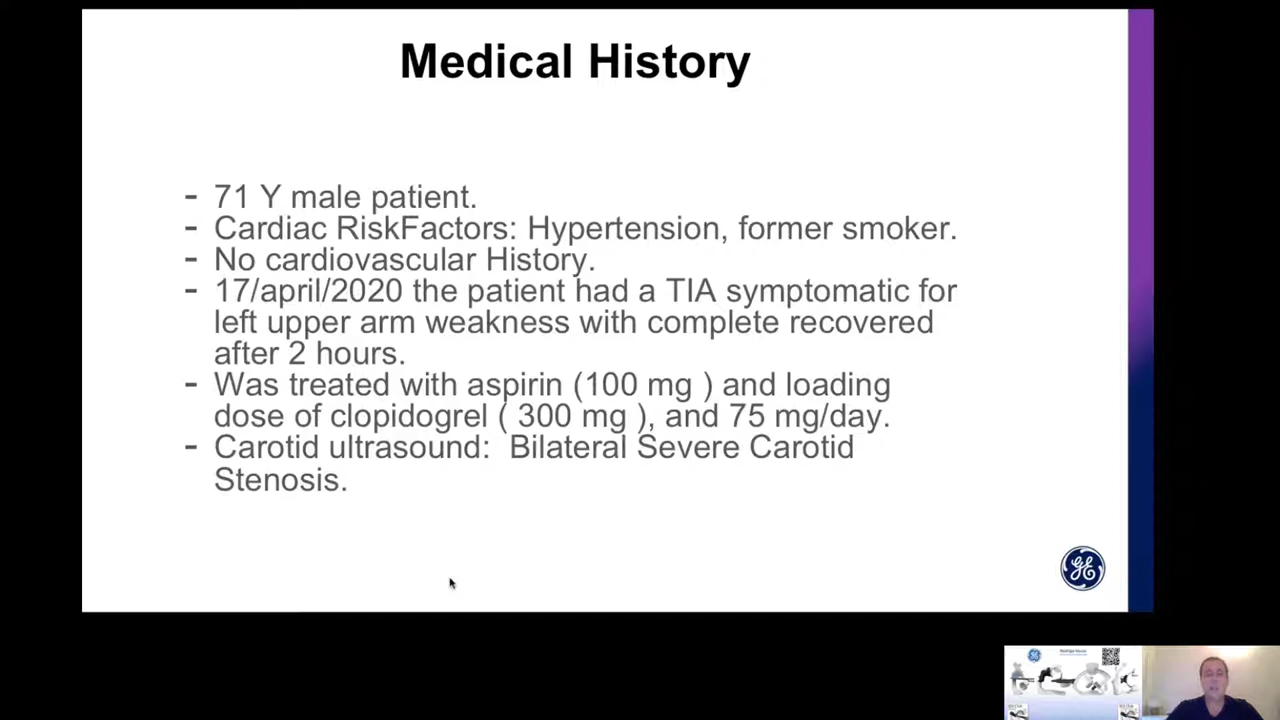 Medical History
- 71 Y male patient.
- Cardiac RiskFactors: Hypertension, former smoker.
- No cardiovascular History.
- 17/april/2020 the patient had a TIA symptomatic for
left upper arm weakness with complete recovered
after 2 hours.
- Was treated with aspirin (100 mg ) and loading
dose of clopidogrel ( 300 mg ), and 75 mg/day.
- Carotid ultrasound:  Bilateral Severe Carotid
Stenosis.
GE